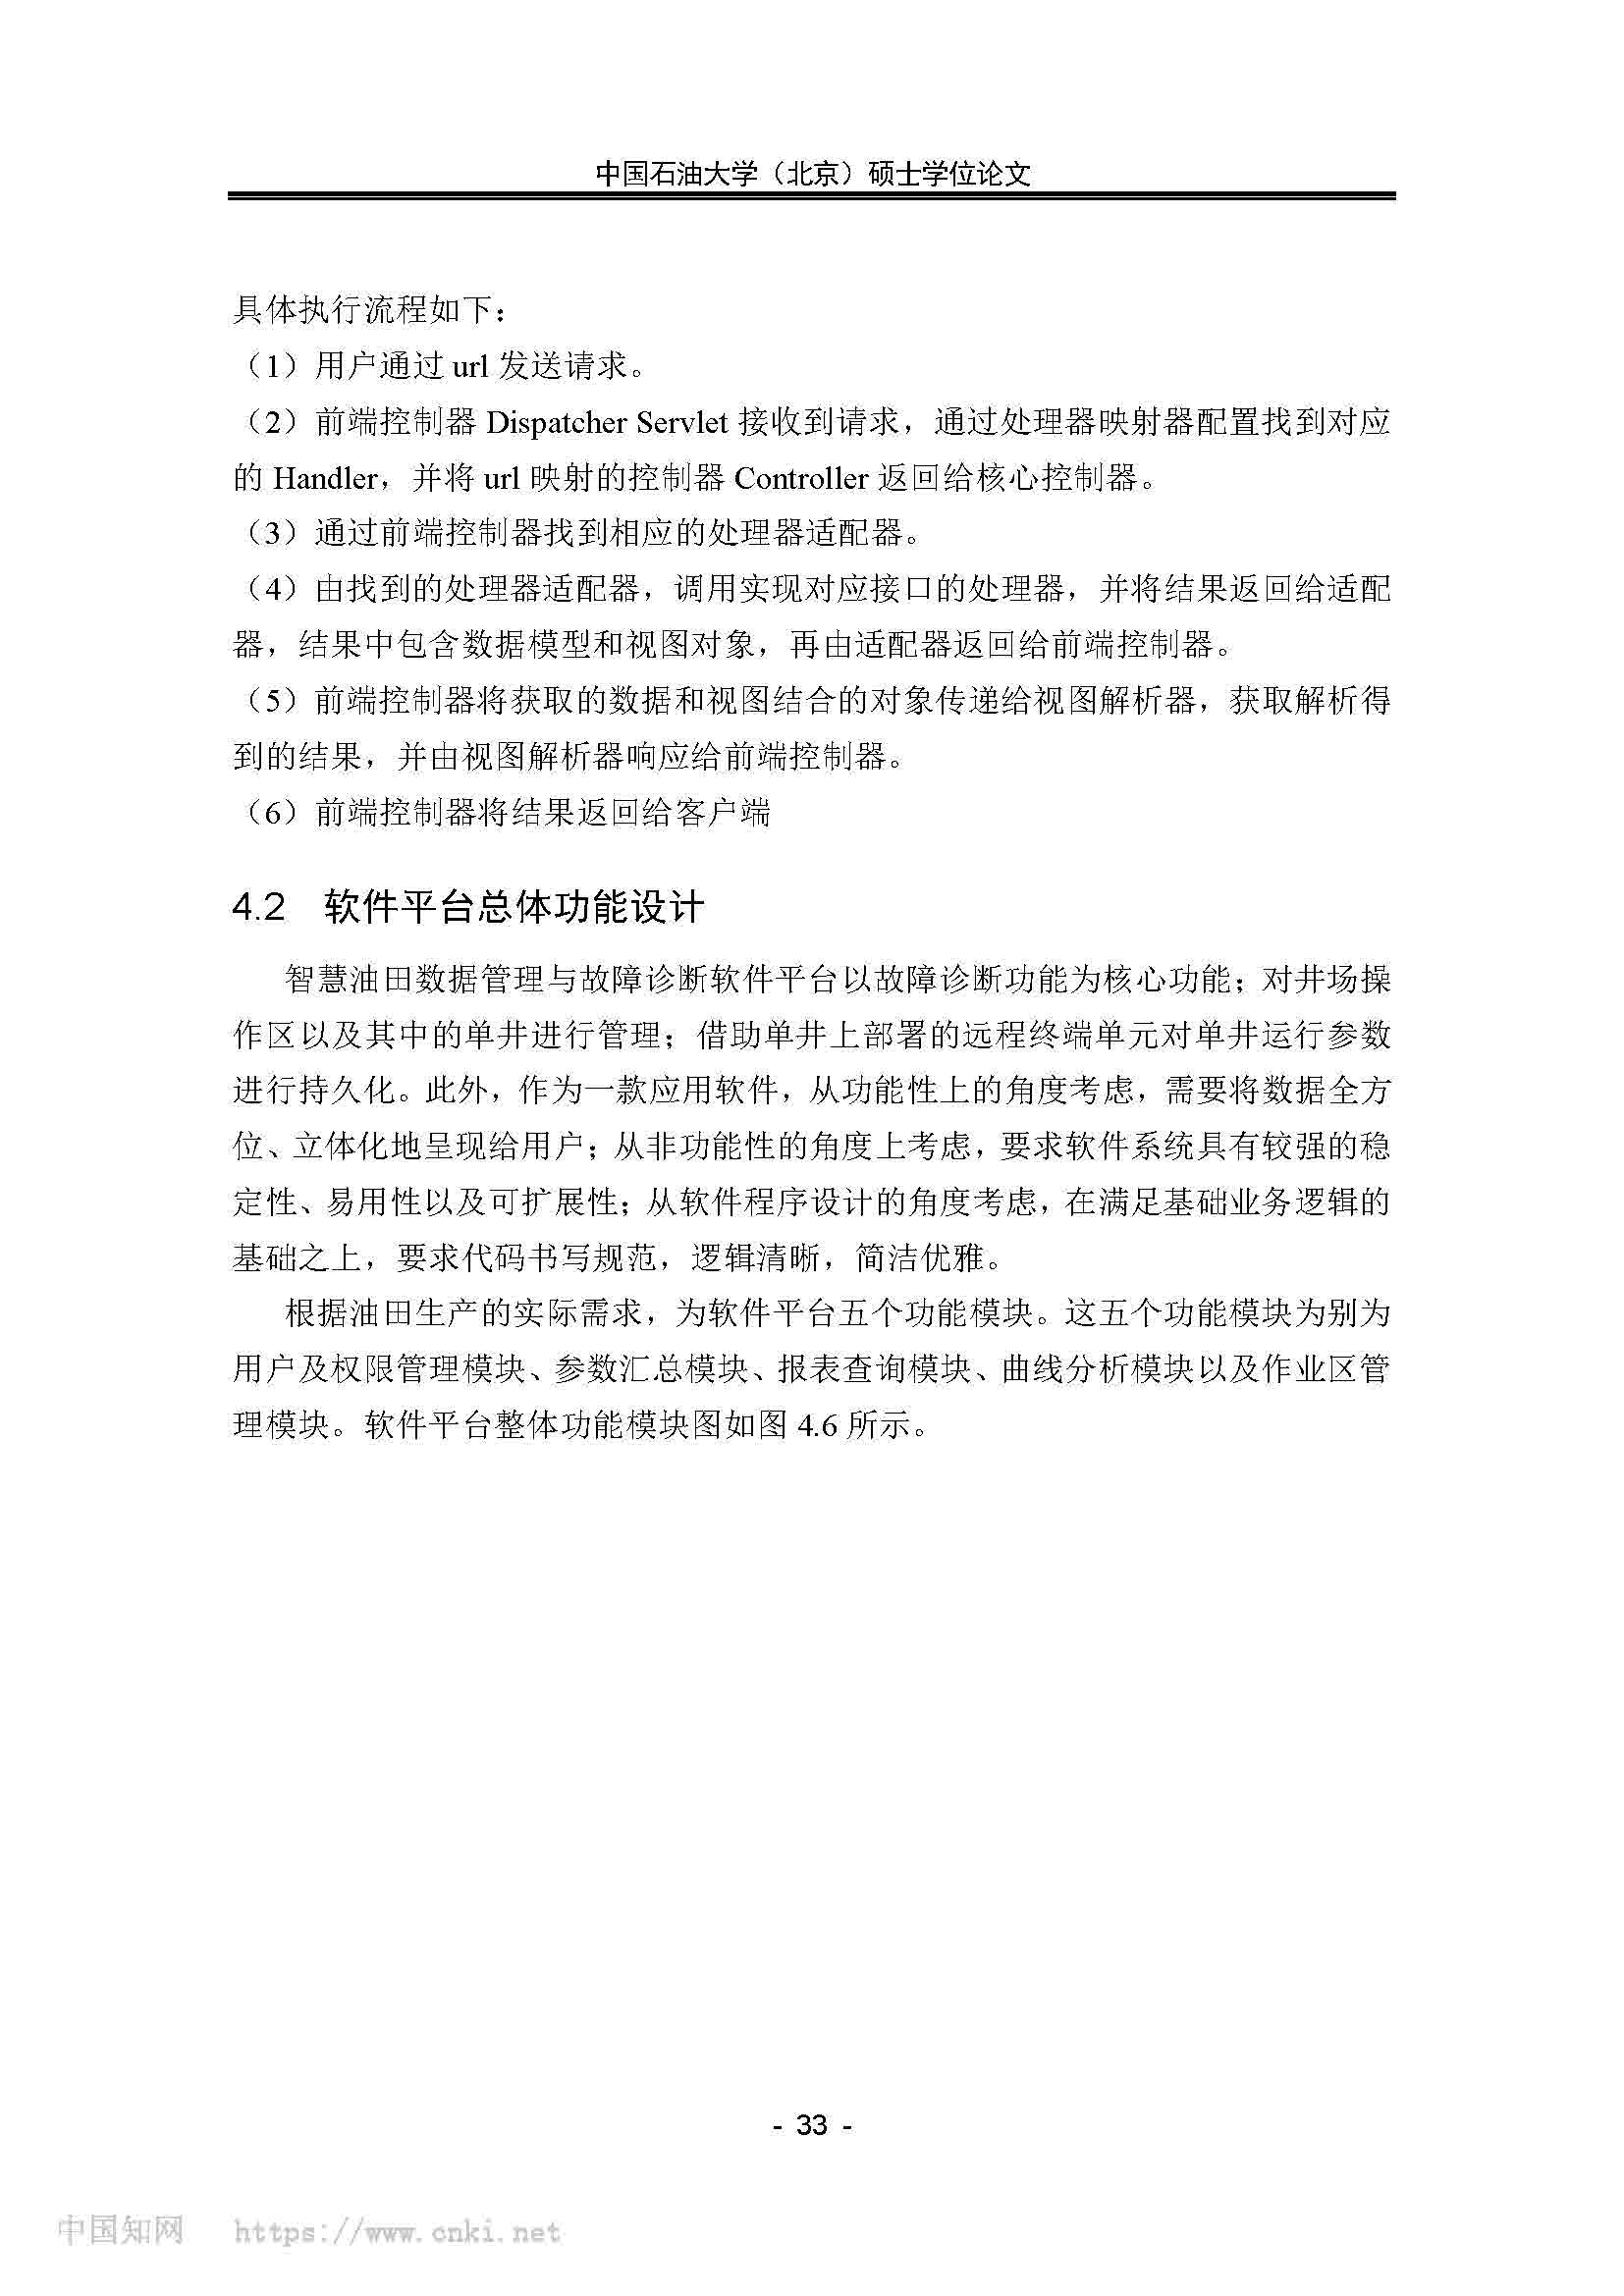 中国石油大学（北京）硕士学位论文
具体执行流程如下：
（1）用户通过 url 发送请求。
（2）前端控制器 Dispatcher Servlet 接收到请求，通过处理器映射器配置找到对应
的 Handler，并将 url 映射的控制器 Controller 返回给核心控制器。
（3）通过前端控制器找到相应的处理器适配器。
（4）由找到的处理器适配器，调用实现对应接口的处理器，并将结果返回给适配
器，结果中包含数据模型和视图对象，再由适配器返回给前端控制器。
（5）前端控制器将获取的数据和视图结合的对象传递给视图解析器，获取解析得
到的结果，并由视图解析器响应给前端控制器。
（6）前端控制器将结果返回给客户端
4.2 软件平台总体功能设计
智慧油田数据管理与故障诊断软件平台以故障诊断功能为核心功能；对井场操
作区以及其中的单井进行管理；借助单井上部署的远程终端单元对单井运行参数
进行持久化。此外，作为一款应用软件，从功能性上的角度考虑，需要将数据全方
位、立体化地呈现给用户；从非功能性的角度上考虑，要求软件系统具有较强的稳
定性、易用性以及可扩展性；从软件程序设计的角度考虑，在满足基础业务逻辑的
基础之上，要求代码书写规范，逻辑清晰，简洁优雅。
根据油田生产的实际需求，为软件平台五个功能模块。这五个功能模块为别为
用户及权限管理模块、参数汇总模块、报表查询模块、曲线分析模块以及作业区管
理模块。软件平台整体功能模块图如图 4.6 所示。
- 33 -
中国知网 https://www.cnki.net